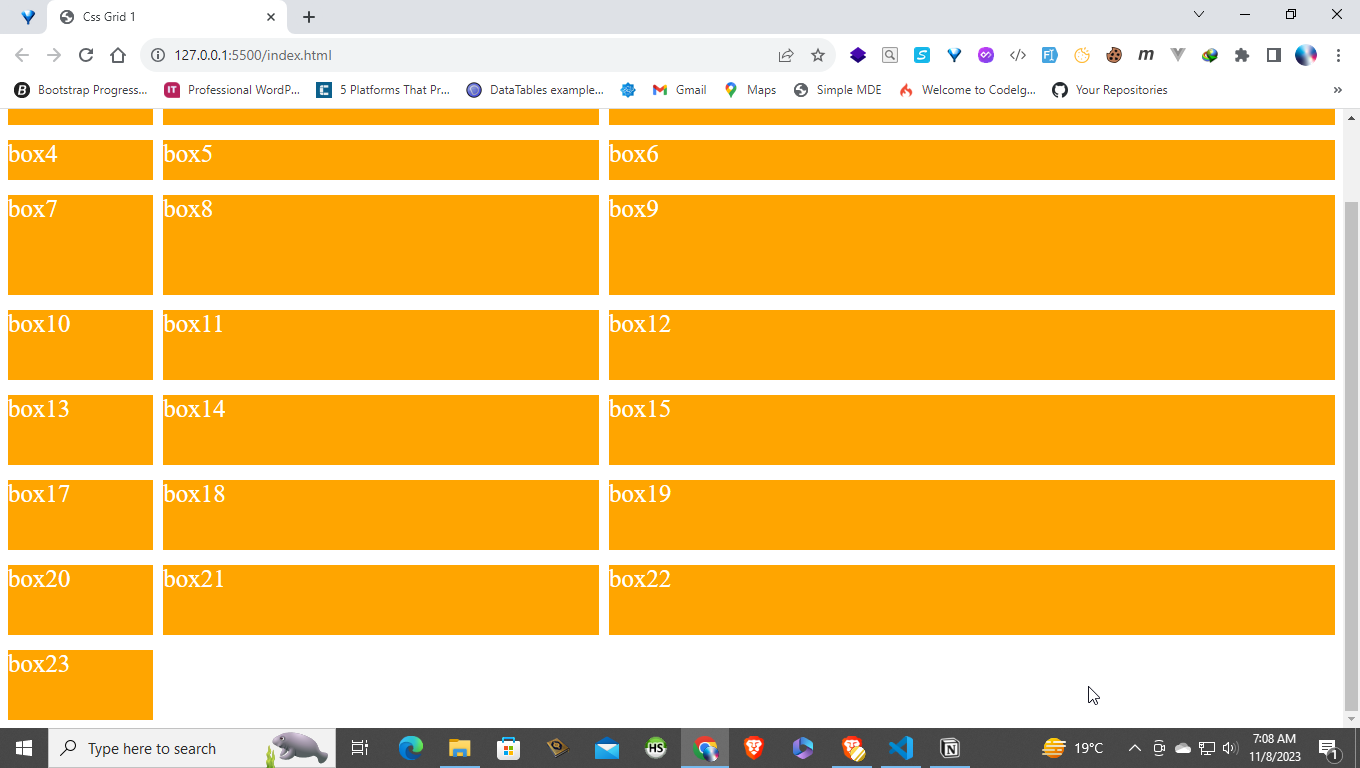 Css Grid 1
127.0.0.1:5500/index.html
Bootstrap Progress... Professional WordP... 5 Platforms That Pr... DataTables example... Gmail Maps Simple MDE Welcome to CodeIg... Your Repositories
box4 box5 box6
box7 box8 box9
box10 box11 box12
box13 box14 box15
box17 box18 box19
box20 box21 box22
box23
Type here to search
HS
19°C
7:08 AM
11/8/2023
1